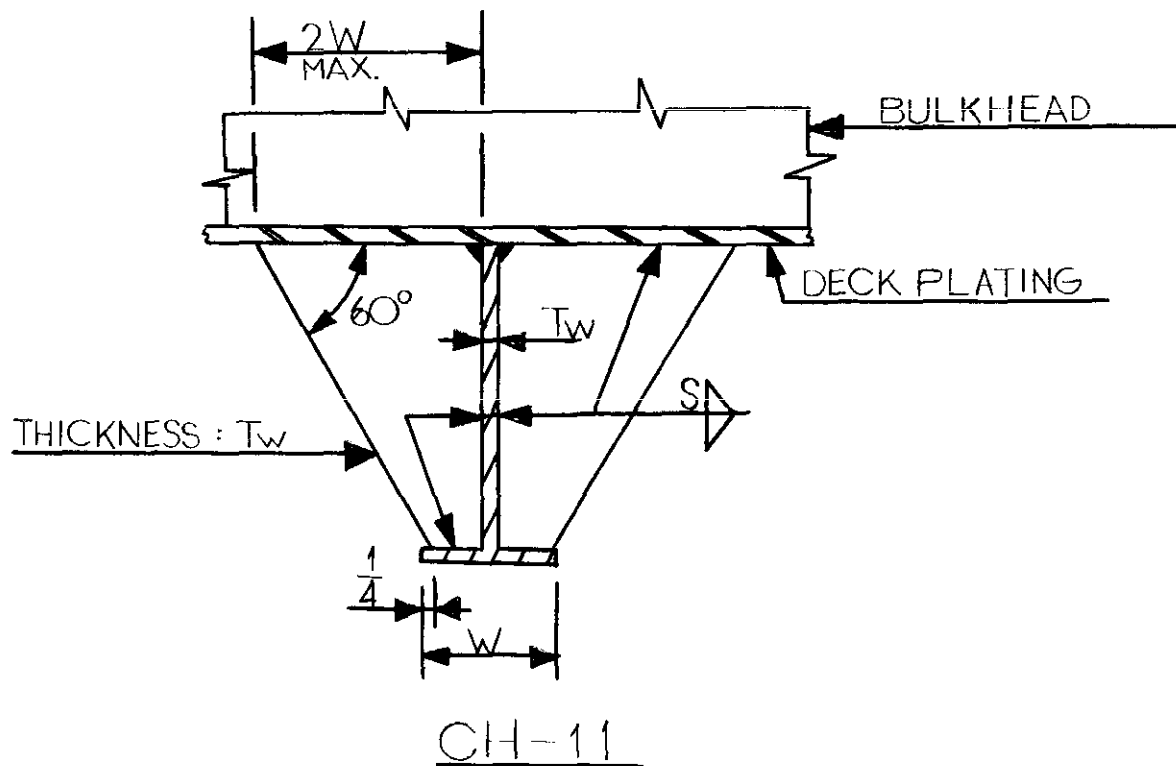 2W
MAX.
BULKHEAD
DECK PLATING
60°
Tw
S
THICKNESS : Tw
1/4
W
CH-11